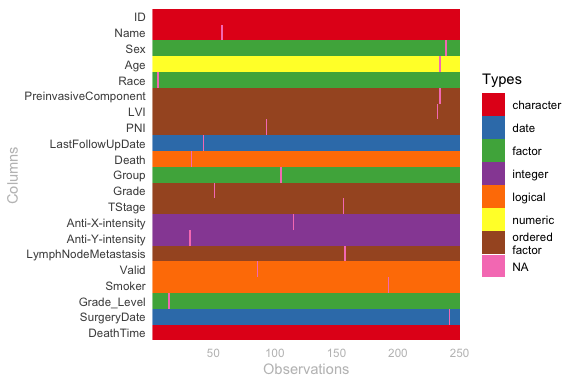 ID
Name
Sex
Age
Race
PreinvasiveComponent
LVI
PNI
LastFollowUpDate
Death
Group
Grade
TStage
Anti-X-intensity
Anti-Y-intensity
LymphNodeMetastasis
Valid
Smoker
Grade_Level
SurgeryDate
DeathTime
Columns
50 100 150 200 250
Observations
Types
character
date
factor
integer
logical
numeric
ordered
factor
NA